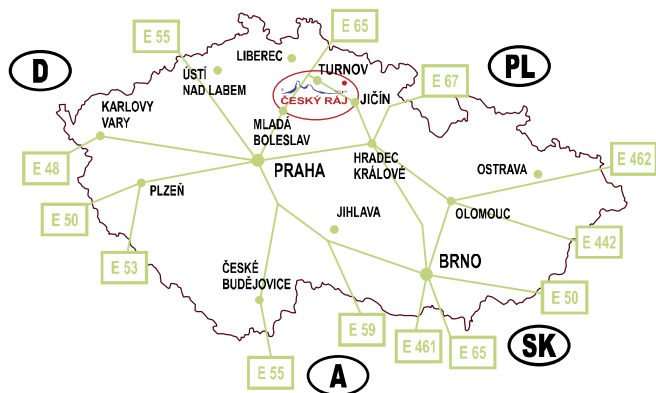 E 55
E 65
D
LIBEREC
PL
ÚSTÍ
NAD LABEM
TURNOV
E 67
ČESKÝ RÁJ
JIČÍN
KARLOVY
VARY
MLADÁ
BOLESLAV
E 48
PRAHA
HRADEC
KRÁLOVÉ
OSTRAVA
E 462
PLZEŇ
E 50
OLOMOUC
JIHLAVA
E 442
E 53
ČESKÉ
BUDĚJOVICE
BRNO
E 50
E 59
E 461
E 65
SK
E 55
A